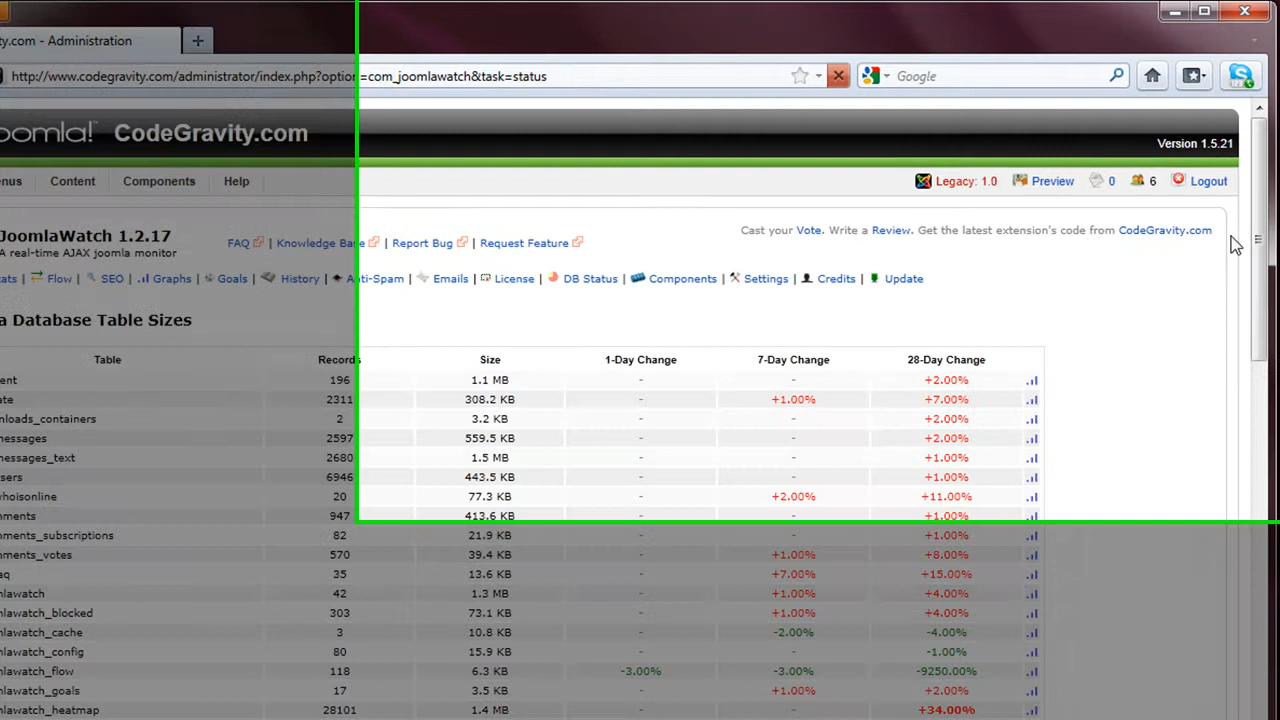 ty.com - Administration
http://www.codegravity.com/administrator/index.php?option=com_joomlawatch&task=status
Google
oomla! CodeGravity.com
Version 1.5.21
enus Content Components Help
Legacy: 1.0 Preview 0 6 Logout
JoomlaWatch 1.2.17
A real-time AJAX joomla monitor
FAQ | Knowledge Base | Report Bug | Request Feature
Cast your Vote. Write a Review. Get the latest extension's code from CodeGravity.com
tats | Flow | SEO | Graphs | Goals | History | Anti-Spam | Emails | License | DB Status | Components | Settings | Credits | Update
a Database Table Sizes
Table Records Size 1-Day Change 7-Day Change 28-Day Change
ent 196 1.1 MB - - +2.00%
ate 2311 308.2 KB - +1.00% +7.00%
nloads_containers 2 3.2 KB - - +2.00%
nessages 2597 559.5 KB - - +2.00%
nessages_text 2680 1.5 MB - - +1.00%
sers 6946 443.5 KB - - +1.00%
whoisonline 20 77.3 KB - +2.00% +11.00%
nments 947 413.6 KB - - +1.00%
nments_subscriptions 82 21.9 KB - - +1.00%
nments_votes 570 39.4 KB - +1.00% +8.00%
aq 35 13.6 KB - +7.00% +15.00%
nlawatch 42 1.3 MB - +1.00% +4.00%
nlawatch_blocked 303 73.1 KB - +1.00% +4.00%
nlawatch_cache 3 10.8 KB - -2.00% -4.00%
nlawatch_config 80 15.9 KB - - -1.00%
nlawatch_flow 118 6.3 KB -3.00% -3.00% -9250.00%
nlawatch_goals 17 3.5 KB - +1.00% +2.00%
nlawatch_heatmap 28101 1.4 MB - - +34.00%